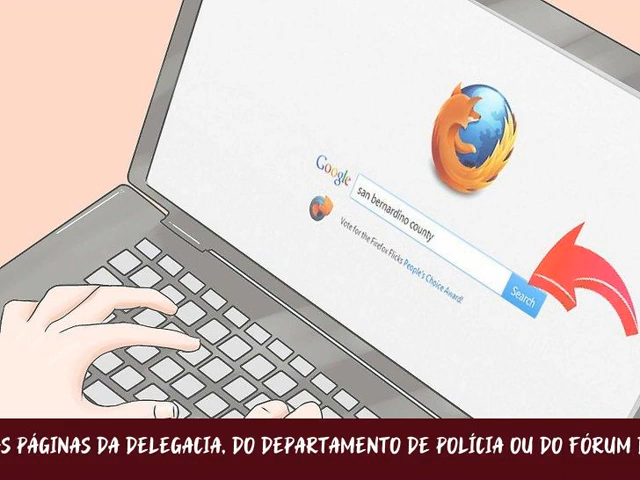 Google
san bernardino county
Search
Vote for the Firefox Flicks People's Choice Award!
PÁGINAS DA DELEGACIA, DO DEPARTAMENTO DE POLÍCIA OU DO FÓRUM